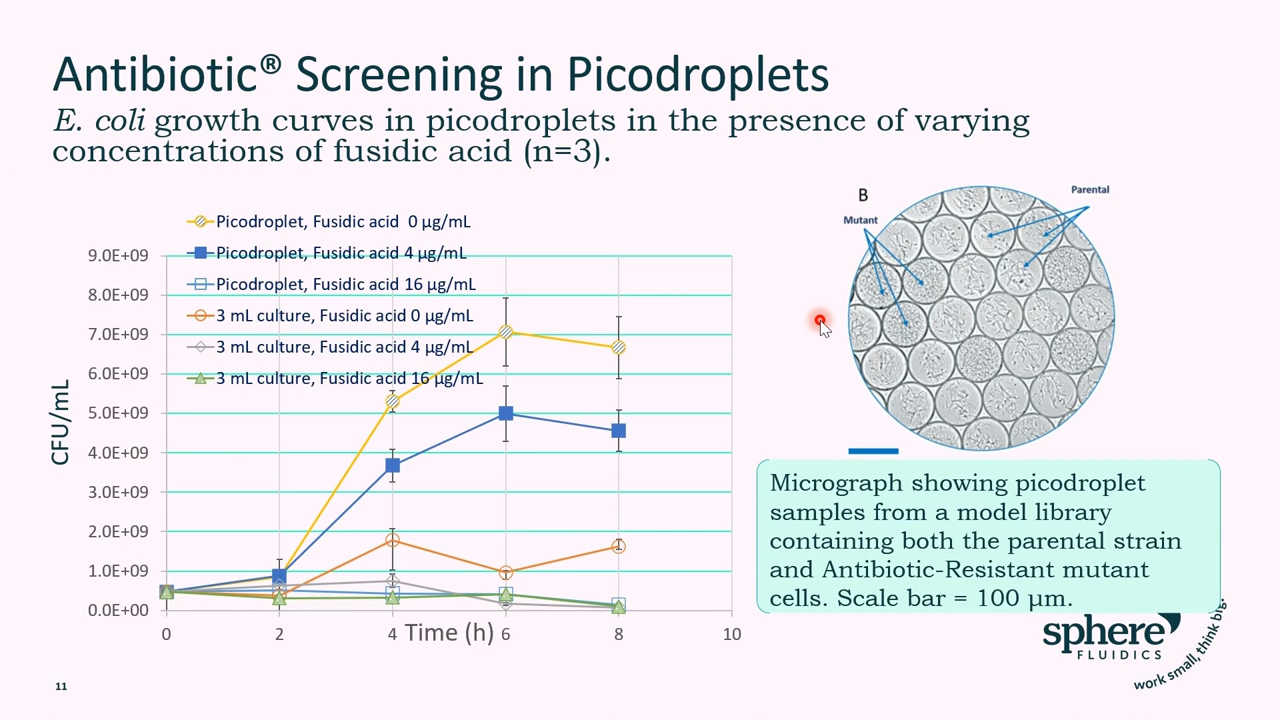 Antibiotic® Screening in Picodroplets
E. coli growth curves in picodroplets in the presence of varying
concentrations of fusidic acid (n=3).
Picodroplet, Fusidic acid  0 µg/mL
Picodroplet, Fusidic acid 4 µg/mL
Picodroplet, Fusidic acid 16 µg/mL
3 mL culture, Fusidic acid 0 µg/mL
3 mL culture, Fusidic acid 4 µg/mL
3 mL culture, Fusidic acid 16 µg/mL
9.0E+09
8.0E+09
7.0E+09
6.0E+09
5.0E+09
4.0E+09
3.0E+09
2.0E+09
1.0E+09
0.0E+00
CFU/mL
0 2 4 6 8 10
Time (h)
B
Parental
Mutant
Micrograph showing picodroplet
samples from a model library
containing both the parental strain
and Antibiotic-Resistant mutant
cells. Scale bar = 100 µm.
sphere
FLUIDICS
work small, think big.
11